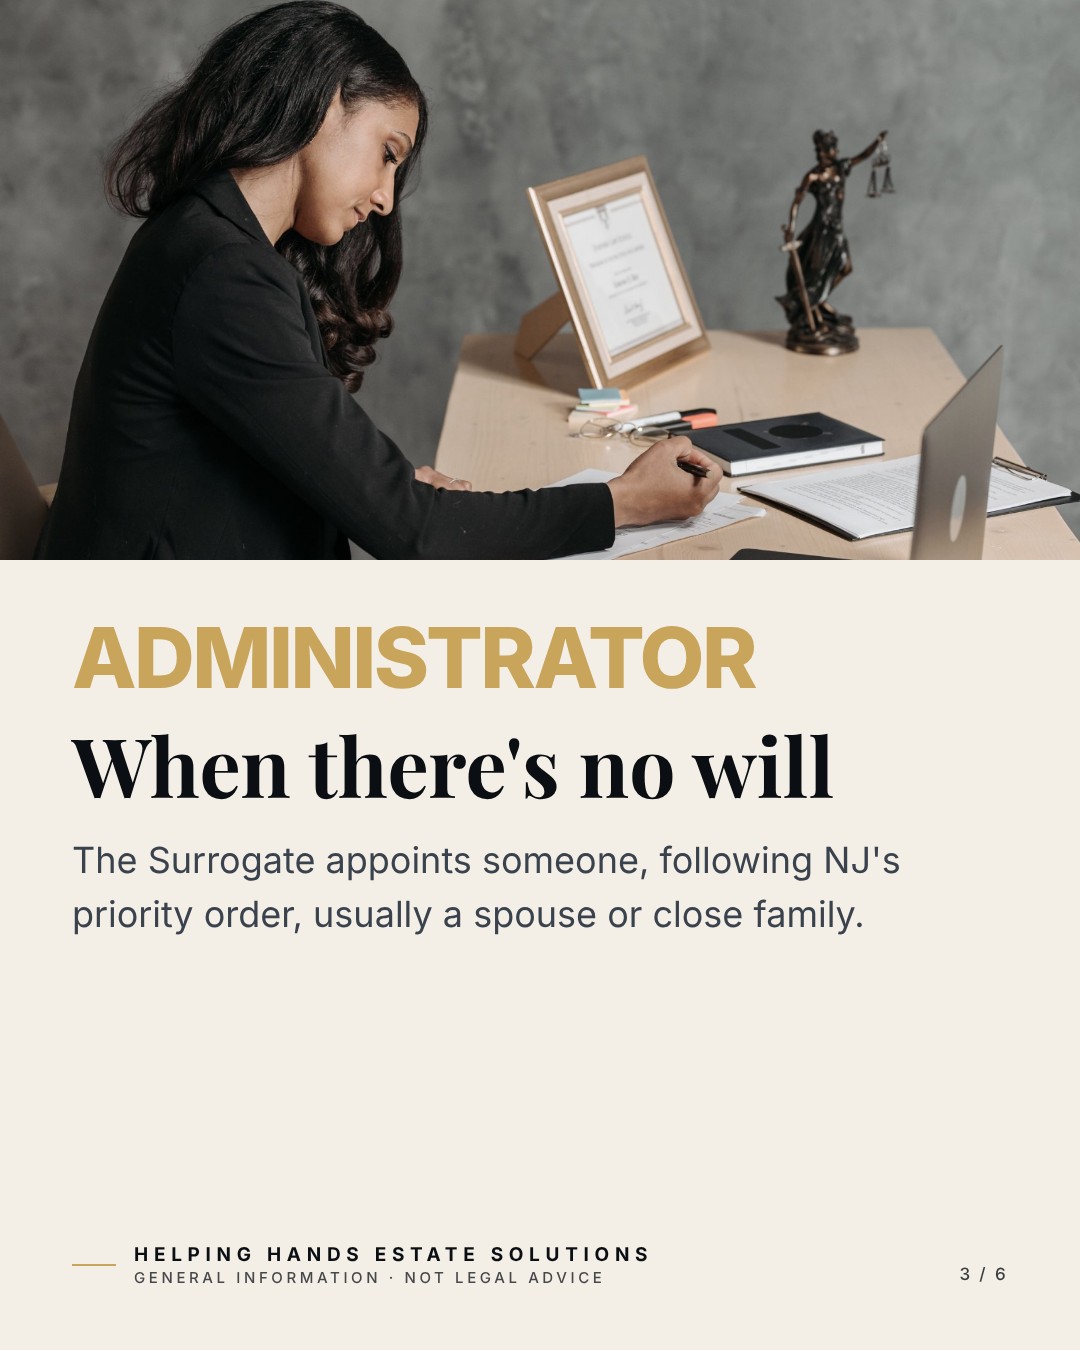 ADMINISTRATOR
When there's no will
The Surrogate appoints someone, following NJ's
priority order, usually a spouse or close family.
HELPING HANDS ESTATE SOLUTIONS
GENERAL INFORMATION · NOT LEGAL ADVICE
3 / 6